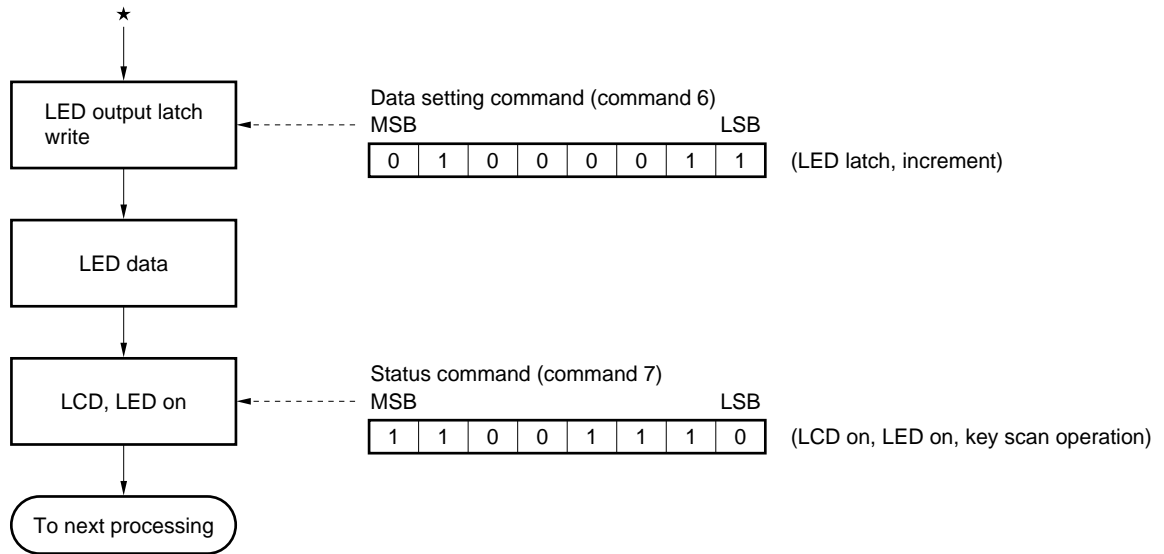 ★
LED output latch
write
Data setting command (command 6)
MSB LSB
0 1 0 0 0 0 1 1 (LED latch, increment)
LED data
LCD, LED on
Status command (command 7)
MSB LSB
1 1 0 0 1 1 1 0 (LCD on, LED on, key scan operation)
To next processing